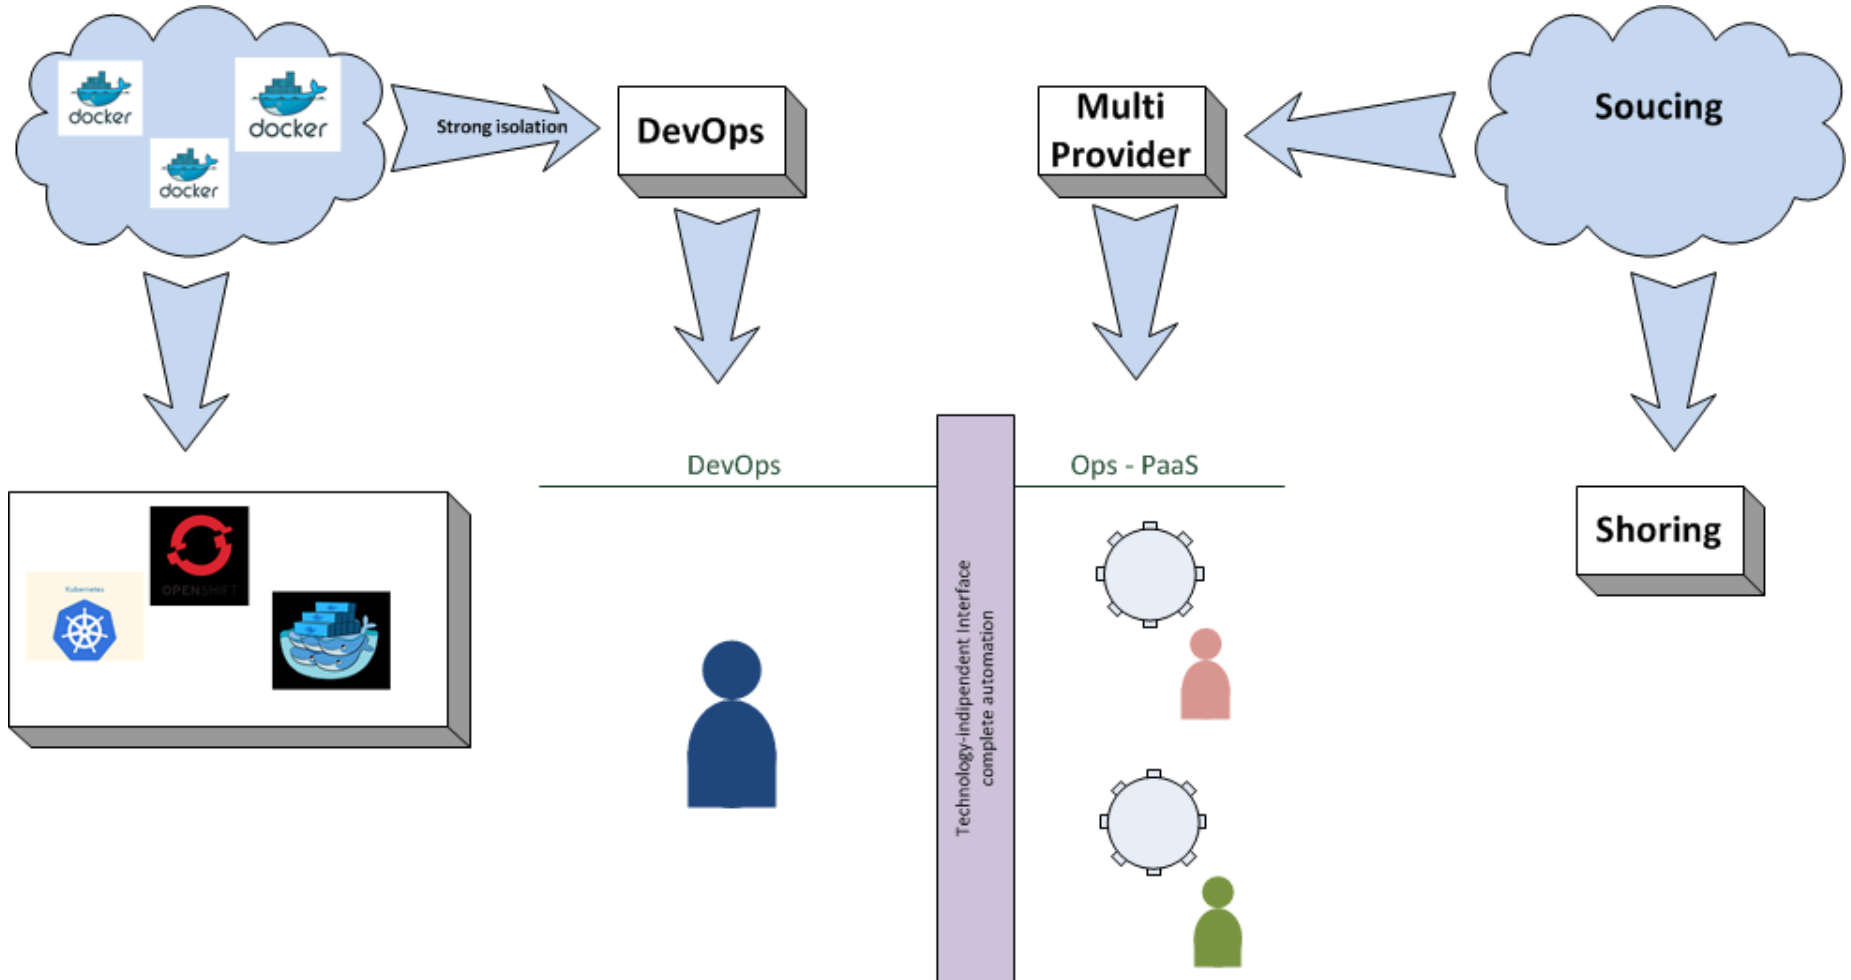 docker
docker
docker
Strong isolation
DevOps
Multi
Provider
Soucing
DevOps
Ops - PaaS
Shoring
Kubernetes
OPENSHIFT
Technology-indipendent Interface
complete automation